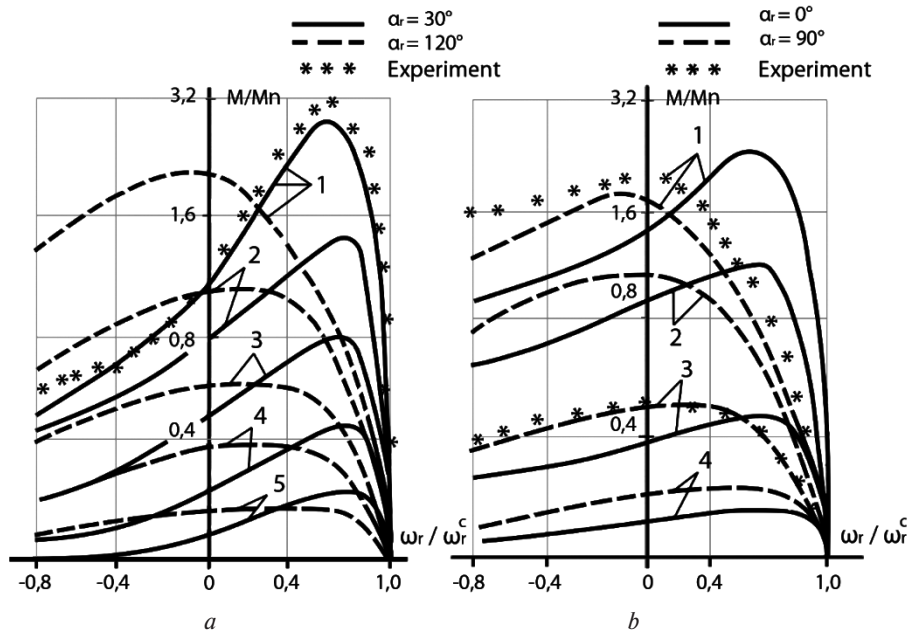 αr = 30°
αr = 120°
Experiment
αr = 0°
αr = 90°
Experiment
3,2
M/Mn
1,6
0,8
0,4
1
2
3
4
5
ωr / ωr^c
-0,8
-0,4
0
0,4
1,0
a
3,2
M/Mn
1,6
0,8
0,4
1
2
3
4
ωr / ωr^c
-0,8
-0,4
0
0,4
1,0
b